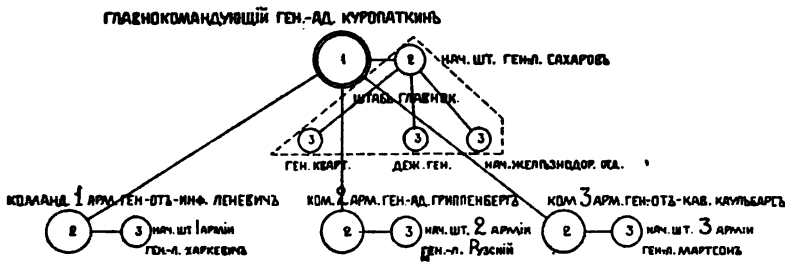 ГЛАВНОКОМАНДУЮЩІЙ ГЕН.-АД. КУРОПАТКИНЪ
1 2 НАЧ. ШТ. ГЕН-Л. САХАРОВЪ
ШТАБЪ ГЛАВНОК.
3 3 3
ГЕН. КВАРТ. ДЕЖ. ГЕН. НАЧ. ЖЕЛѢЗНОДОР. ОТД.
КОМАНД 1 АРМ. ГЕН-ОТЪ-ИНФ. ЛЕНЕВИЧЪ КОМ. 2 АРМ. ГЕН-АД. ГРИППЕНБЕРГЪ КОМ 3 АРМ. ГЕН-ОТЪ-КАВ. КАУЛЬБАРСЪ
2 3 НАЧ. ШТ 1 АРМІИ 2 3 НАЧ. ШТ. 2 АРМІИ 2 3 НАЧ. ШТ. 3 АРМІИ
ГЕН-Л. ХАРКЕВИЧЪ ГЕН.-Л. РУЗСКІЙ ГЕН-Л. МАРТСОНЪ